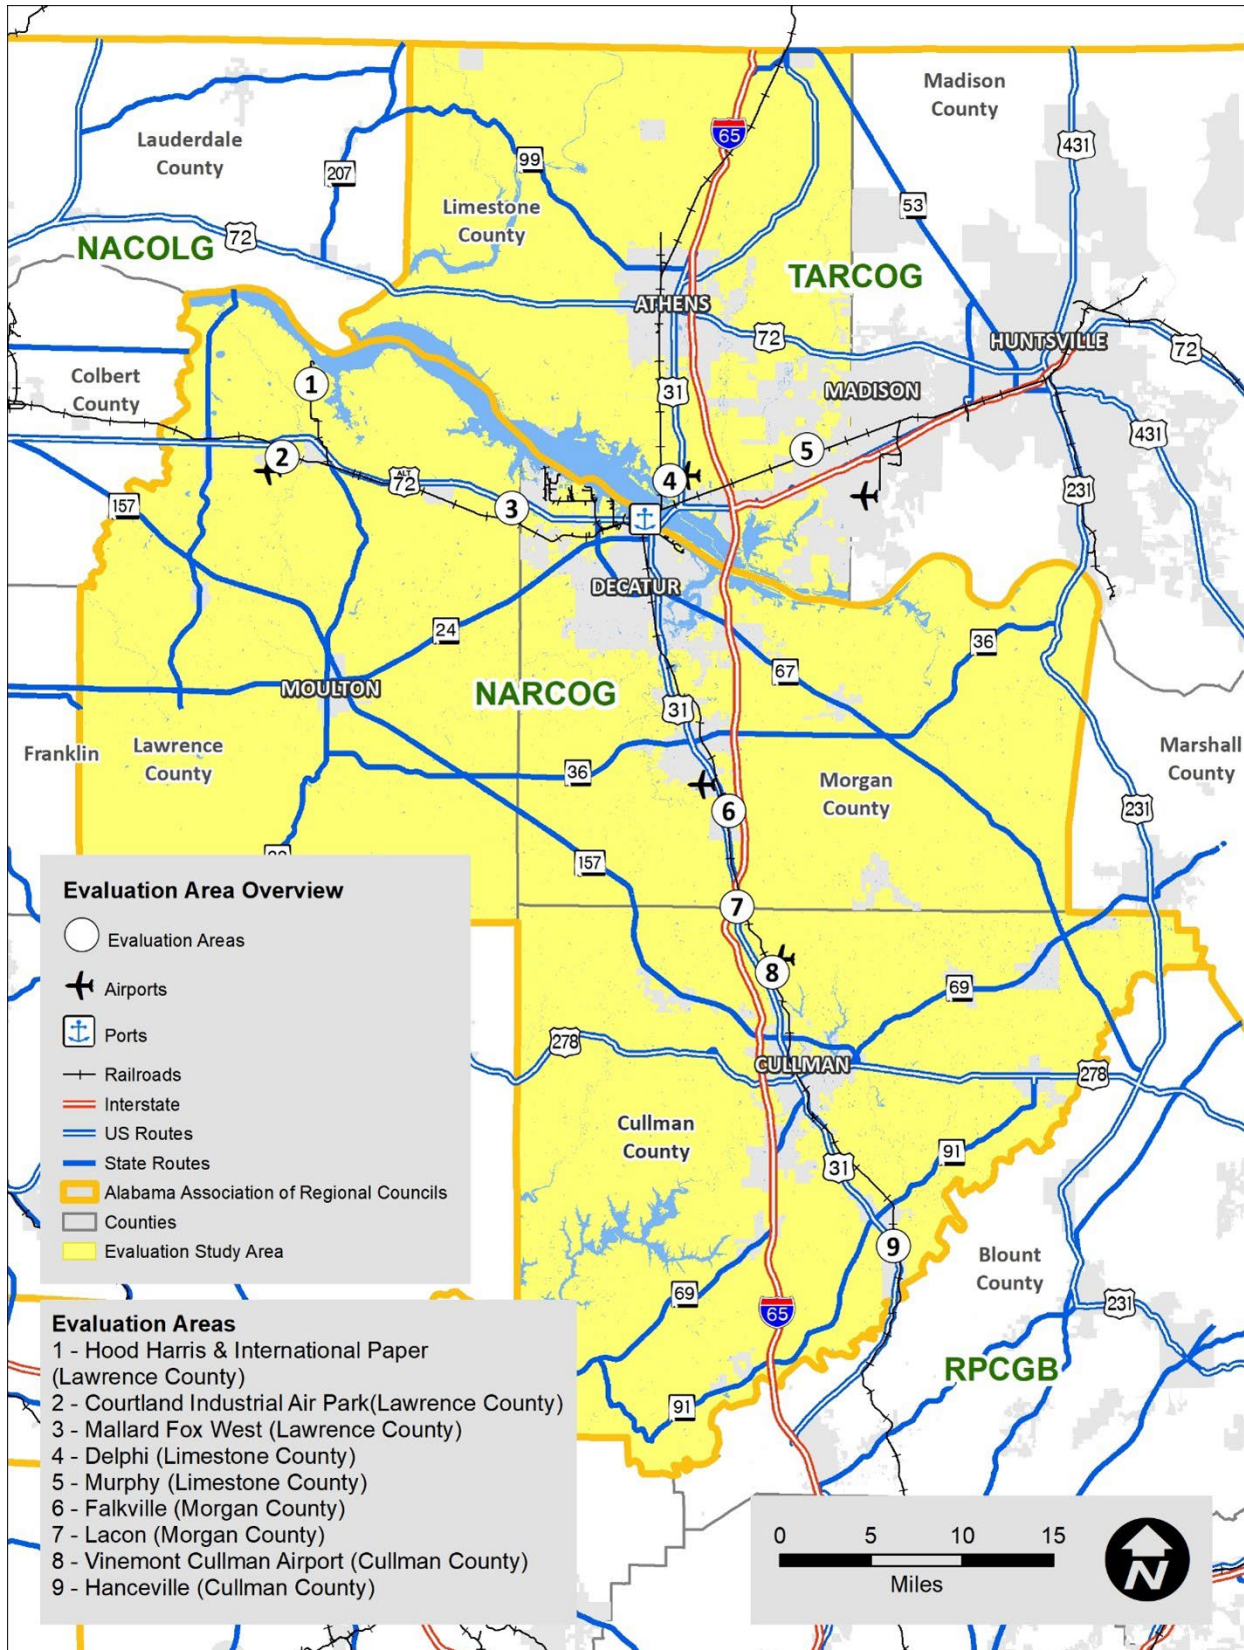 Madison
County
65
431
Lauderdale
County
99
207
53
Limestone
County
72
NACOLG
TARCOG
ATHENS
72
HUNTSVILLE
72
Colbert
County
1
31
MADISON
431
5
2
ALT
72
4
231
157
3
DECATUR
24
36
67
MOULTON
NARCOG
31
Franklin
Lawrence
County
Marshall
County
36
Morgan
County
6
231
157
7
8
69
278
CULLMAN
278
Cullman
County
31
91
9
Blount
County
69
65
231
RPCGB
91
Evaluation Area Overview
Evaluation Areas
Airports
Ports
Railroads
Interstate
US Routes
State Routes
Alabama Association of Regional Councils
Counties
Evaluation Study Area
Evaluation Areas
1 - Hood Harris & International Paper
(Lawrence County)
2 - Courtland Industrial Air Park(Lawrence County)
3 - Mallard Fox West (Lawrence County)
4 - Delphi (Limestone County)
5 - Murphy (Limestone County)
6 - Falkville (Morgan County)
7 - Lacon (Morgan County)
8 - Vinemont Cullman Airport (Cullman County)
9 - Hanceville (Cullman County)
0 5 10 15
Miles
N